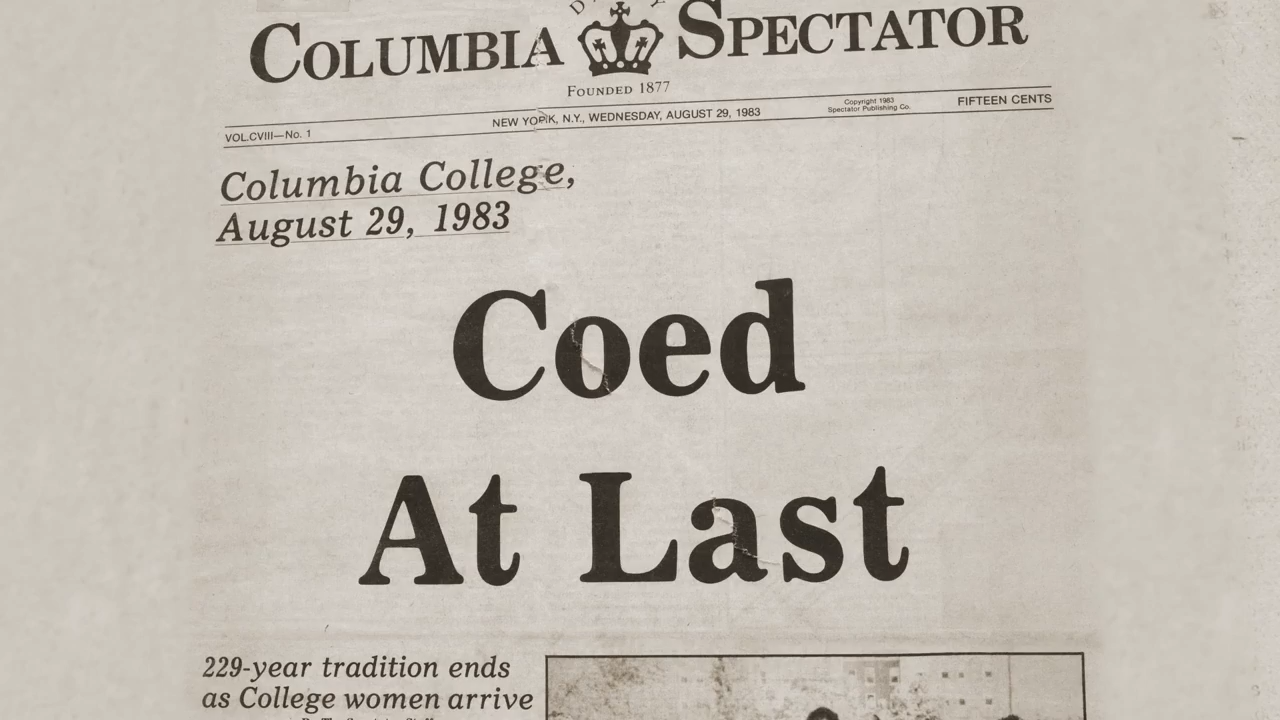 COLUMBIA SPECTATOR
FOUNDED 1877
VOL.CVIII—No. 1
NEW YORK, N.Y., WEDNESDAY, AUGUST 29, 1983
Copyright 1983
Spectator Publishing Co.
FIFTEEN CENTS
Columbia College,
August 29, 1983
Coed
At Last
229-year tradition ends
as College women arrive